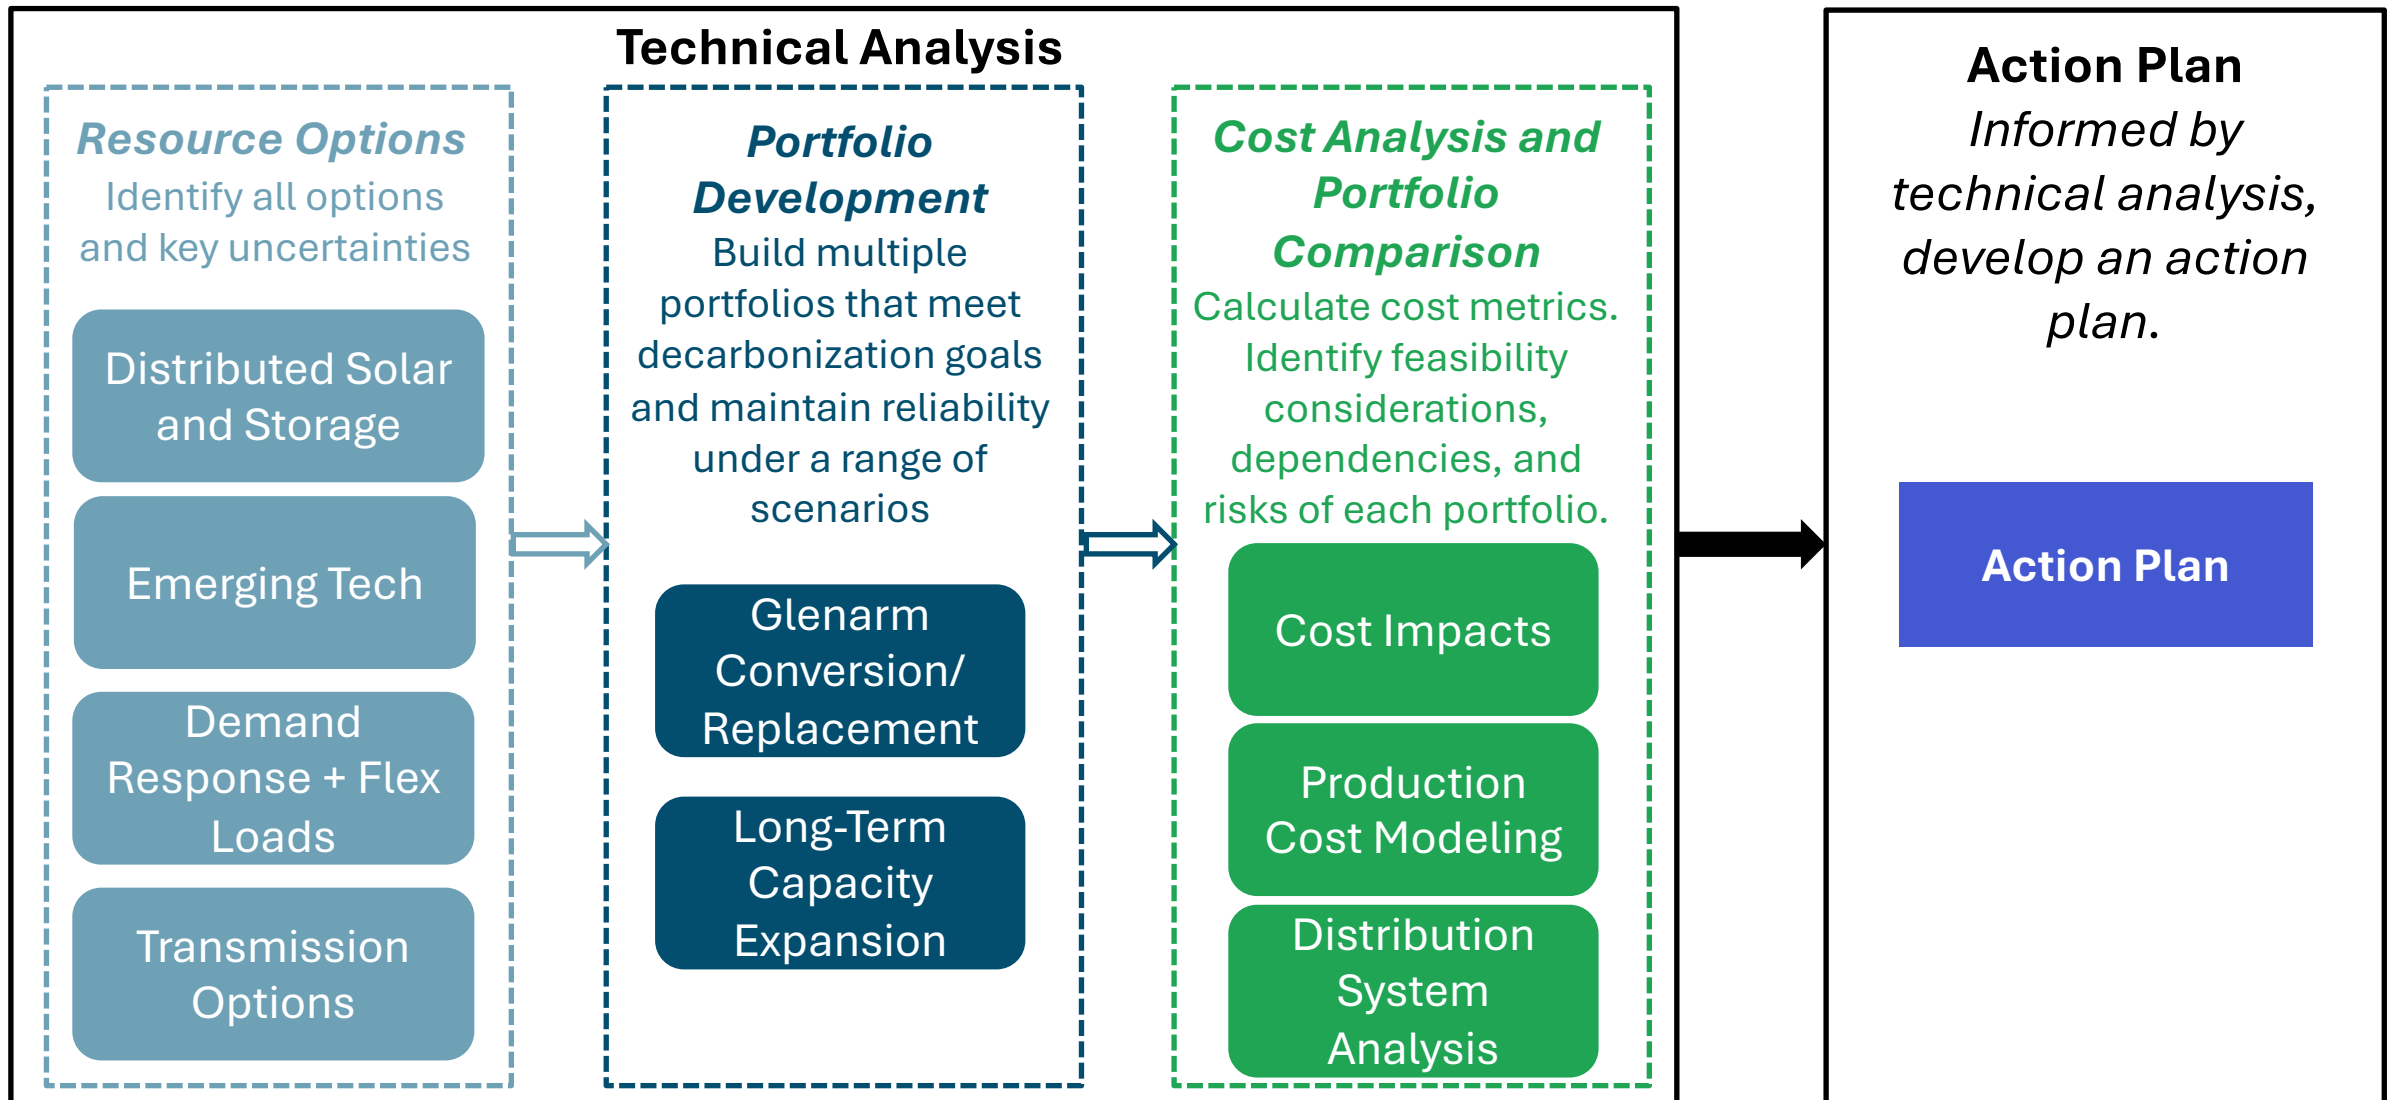 Technical Analysis
Resource Options
Identify all options
and key uncertainties
Distributed Solar
and Storage
Emerging Tech
Demand
Response + Flex
Loads
Transmission
Options
Portfolio
Development
Build multiple
portfolios that meet
decarbonization goals
and maintain reliability
under a range of
scenarios
Glenarm
Conversion/
Replacement
Long-Term
Capacity
Expansion
Cost Analysis and
Portfolio
Comparison
Calculate cost metrics.
Identify feasibility
considerations,
dependencies, and
risks of each portfolio.
Cost Impacts
Production
Cost Modeling
Distribution
System
Analysis
Action Plan
Informed by
technical analysis,
develop an action
plan.
Action Plan